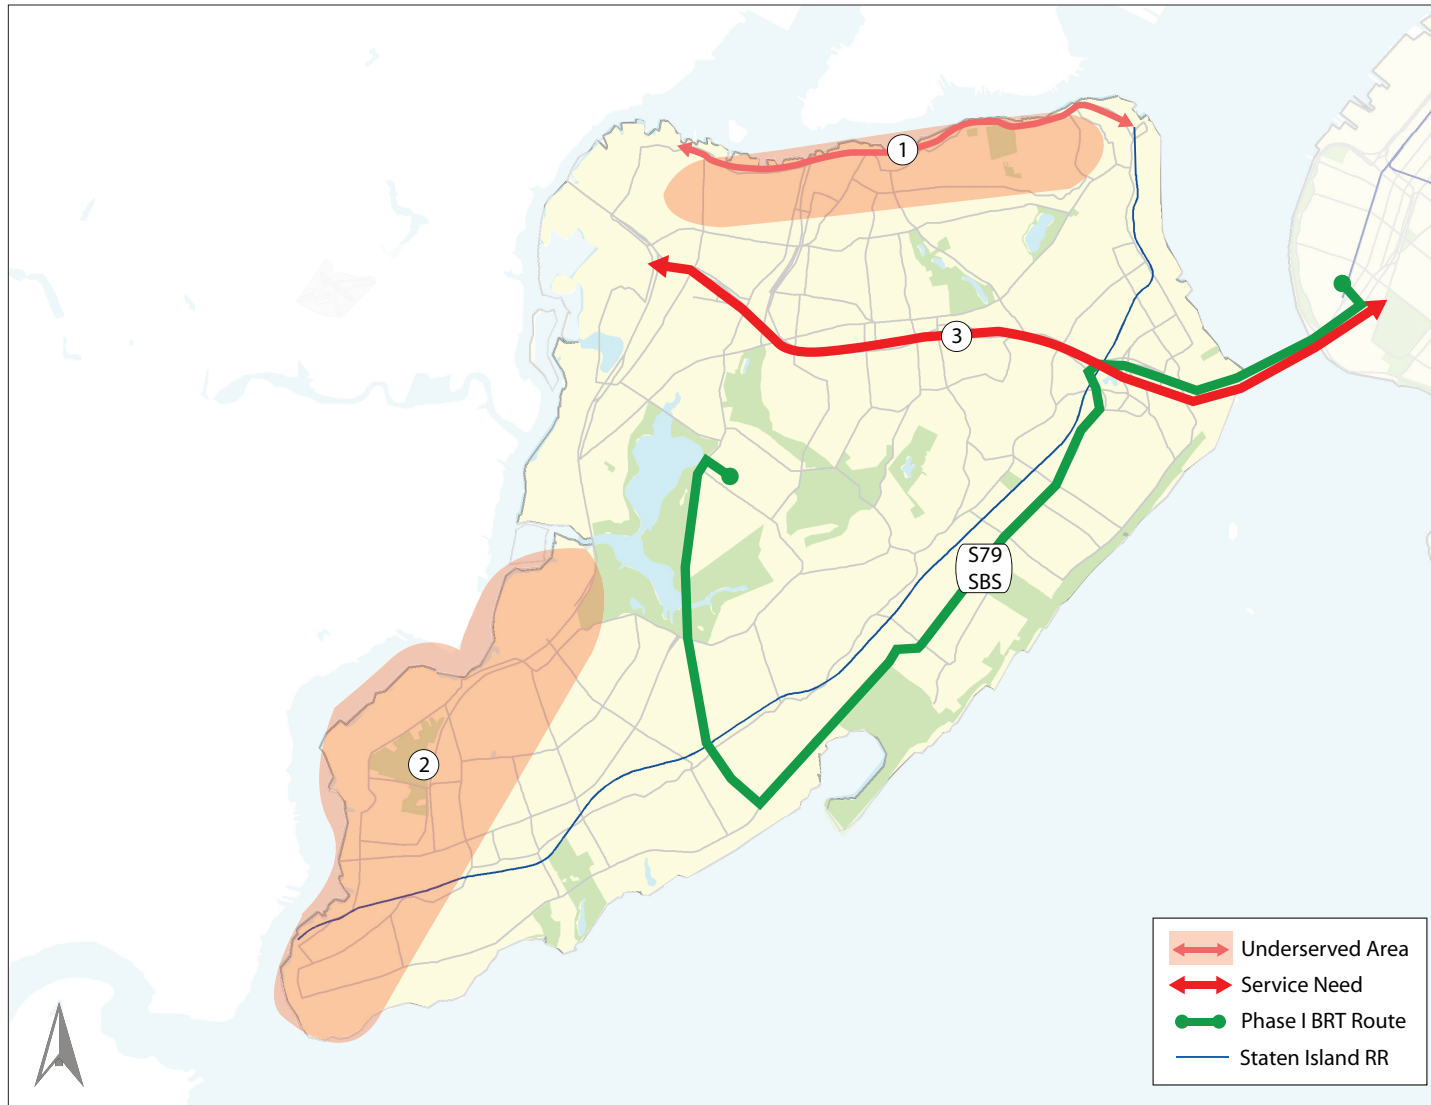 1
3
S79
SBS
2
Underserved Area
Service Need
Phase I BRT Route
Staten Island RR